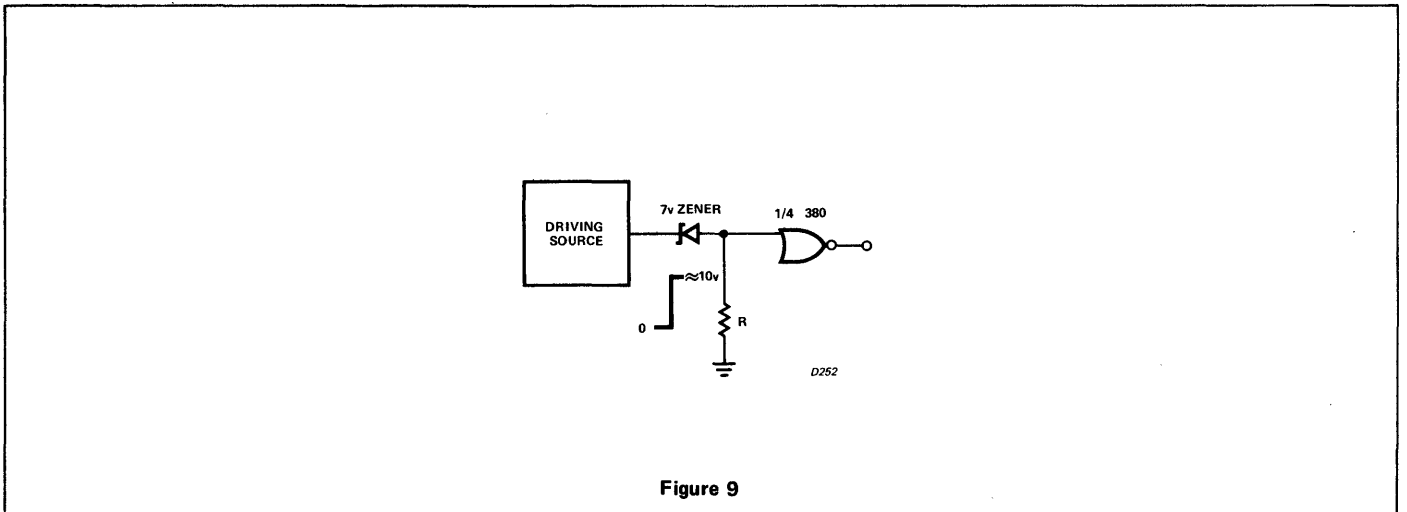 7v ZENER
1/4 380
DRIVING
SOURCE
≈10v
0
R
D252
Figure 9